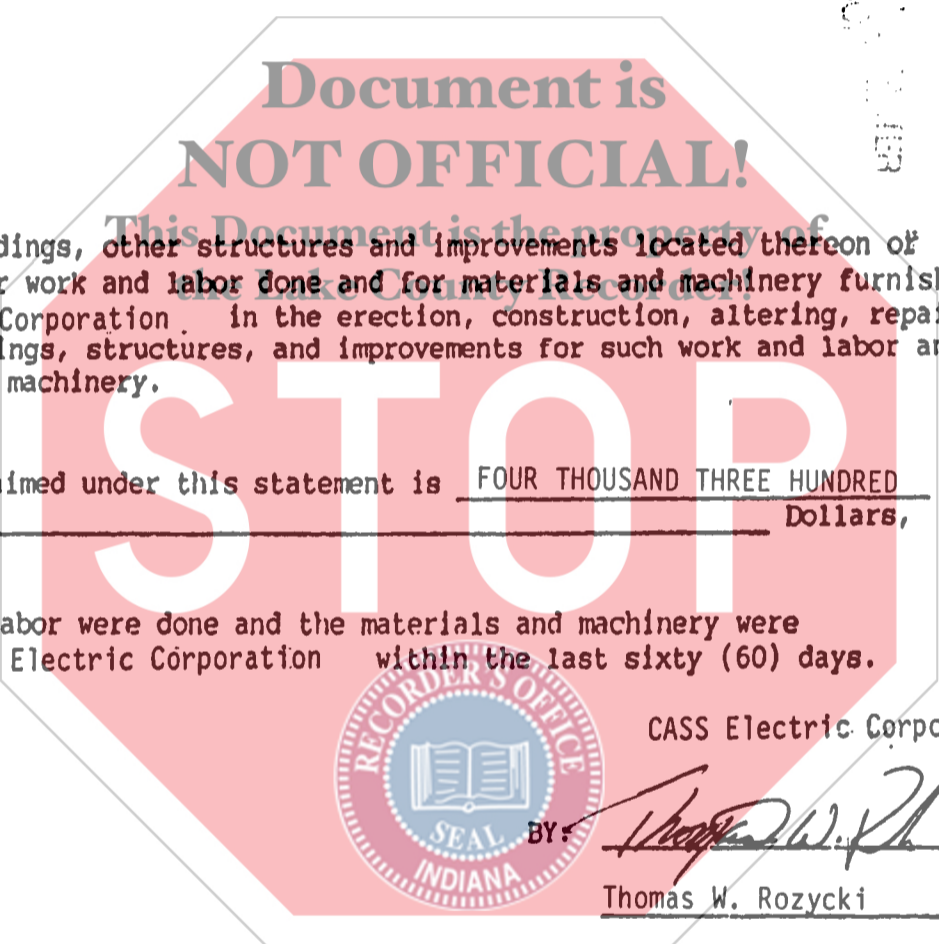 Document is
NOT OFFICIAL!
This Document is the property of
the Lake County Recorder!
dings, other structures and improvements located thereon or
r work and labor done and for materials and machinery furnish
Corporation . in the erection, construction, altering, repai
ings, structures, and improvements for such work and labor an
machinery.
STOP
aimed under this statement is FOUR THOUSAND THREE HUNDRED
Dollars,
abor were done and the materials and machinery were
Electric Corporation within the last sixty (60) days.
CASS Electric Corpo
RECORDER'S OFFICE
SEAL
INDIANA
BY:
Thomas W. Rozycki